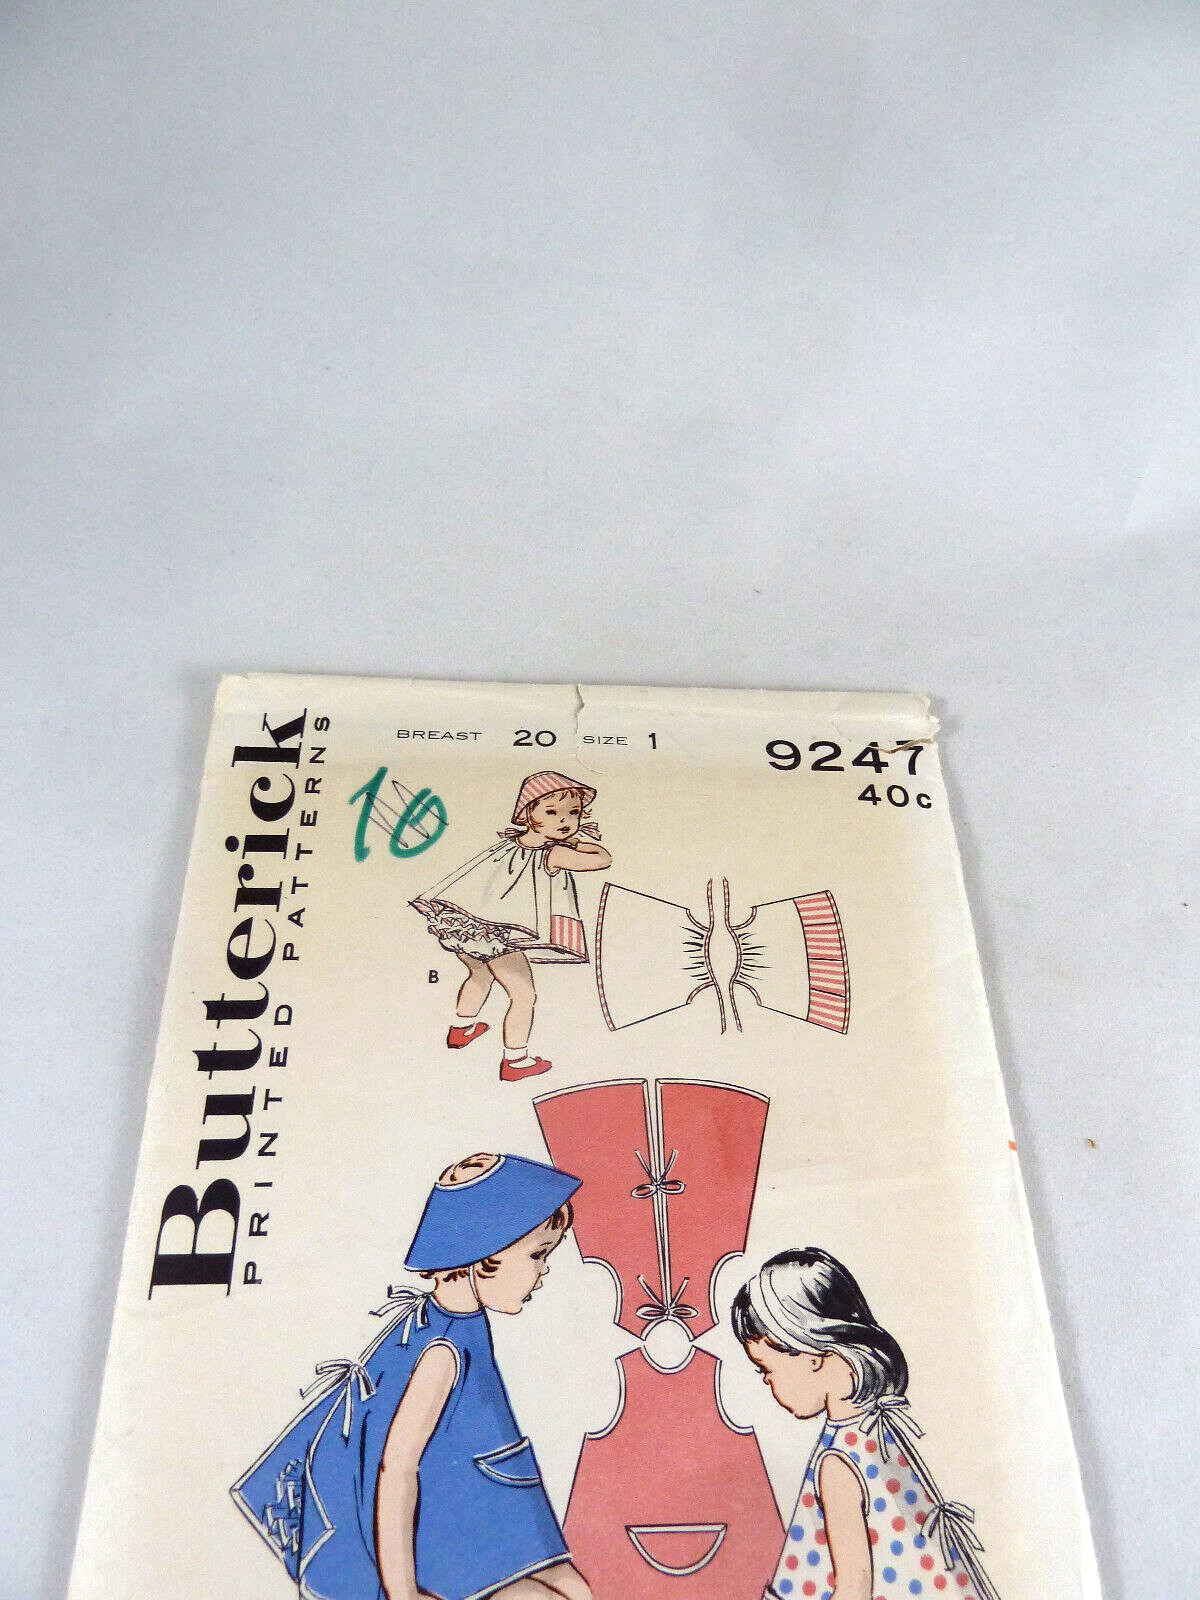 BREAST 20 SIZE 1
9247
40c
10
B
Butterick
PRINTED PATTERNS